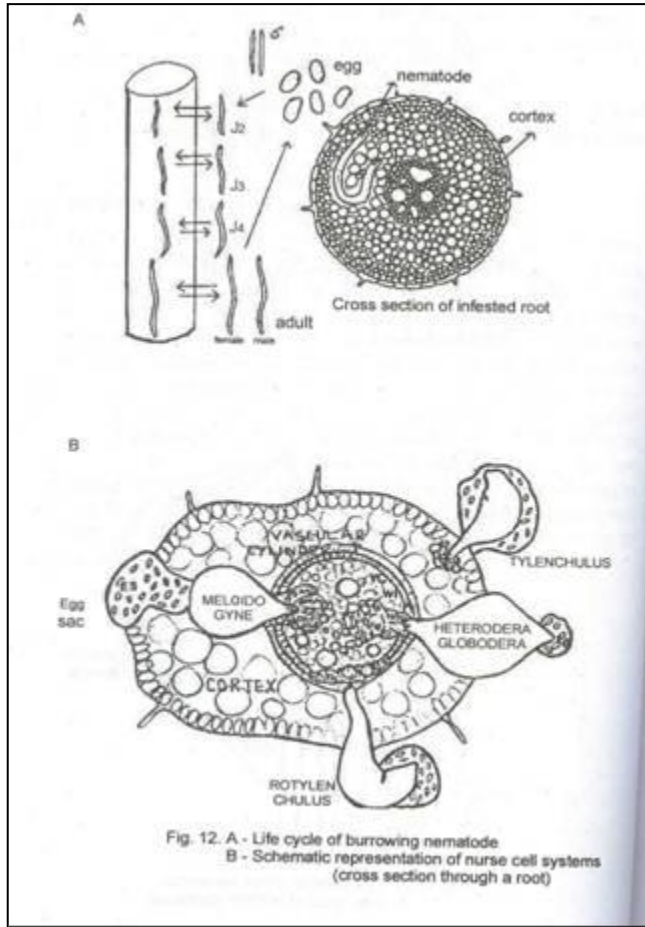 A
egg
nematode
cortex
J2
J3
J4
adult
female male
Cross section of infested root
B
VASCULAR
CYLINDER
TYLENCHULUS
Egg
sac
ES
MELOIDO
GYNE
HETERODERA
GLOBODERA
CORTEX
ROTYLEN
CHULUS
Fig. 12. A - Life cycle of burrowing nematode
B - Schematic representation of nurse cell systems
(cross section through a root)